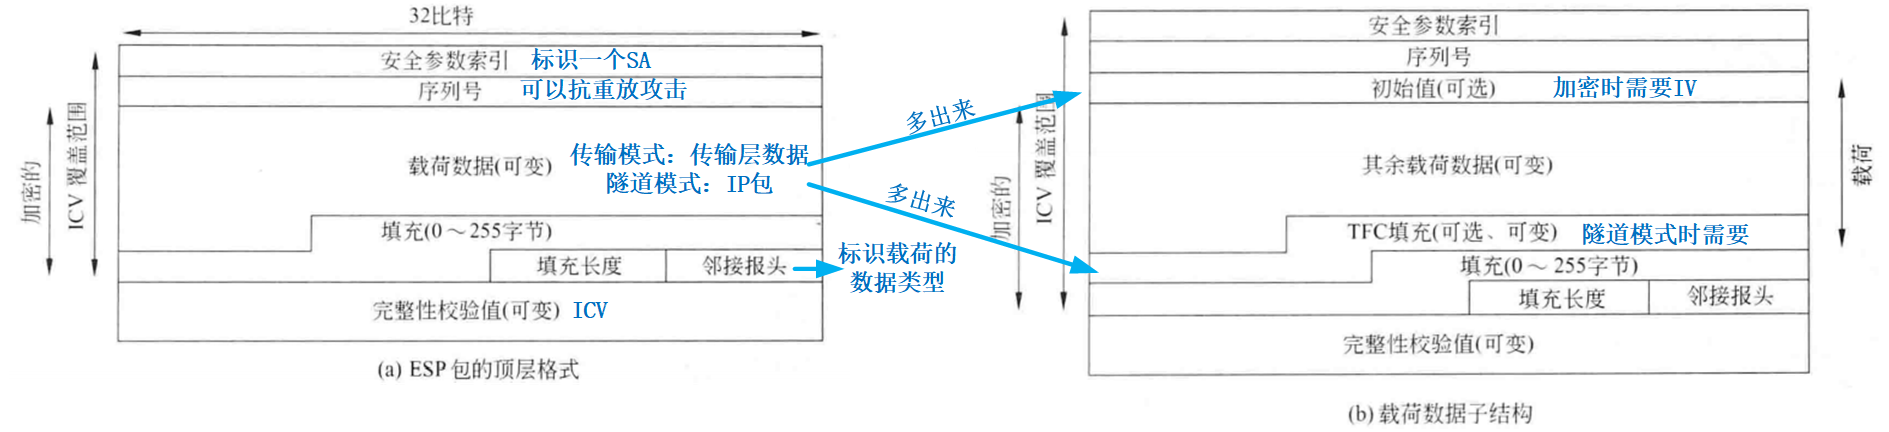 32比特
安全参数索引 标识一个SA
序列号 可以抗重放攻击
载荷数据(可变)
传输模式：传输层数据
隧道模式：IP包
填充(0～255字节)
填充长度
邻接报头
完整性校验值(可变) ICV
加密的
ICV 覆盖范围
(a) ESP 包的顶层格式
多出来
多出来
标识载荷的
数据类型
安全参数索引
序列号
初始值(可选) 加密时需要IV
其余载荷数据(可变)
TFC填充(可选、可变) 隧道模式时需要
填充(0～255字节)
填充长度
邻接报头
完整性校验值(可变)
加密的
ICV 覆盖范围
载荷
(b) 载荷数据子结构